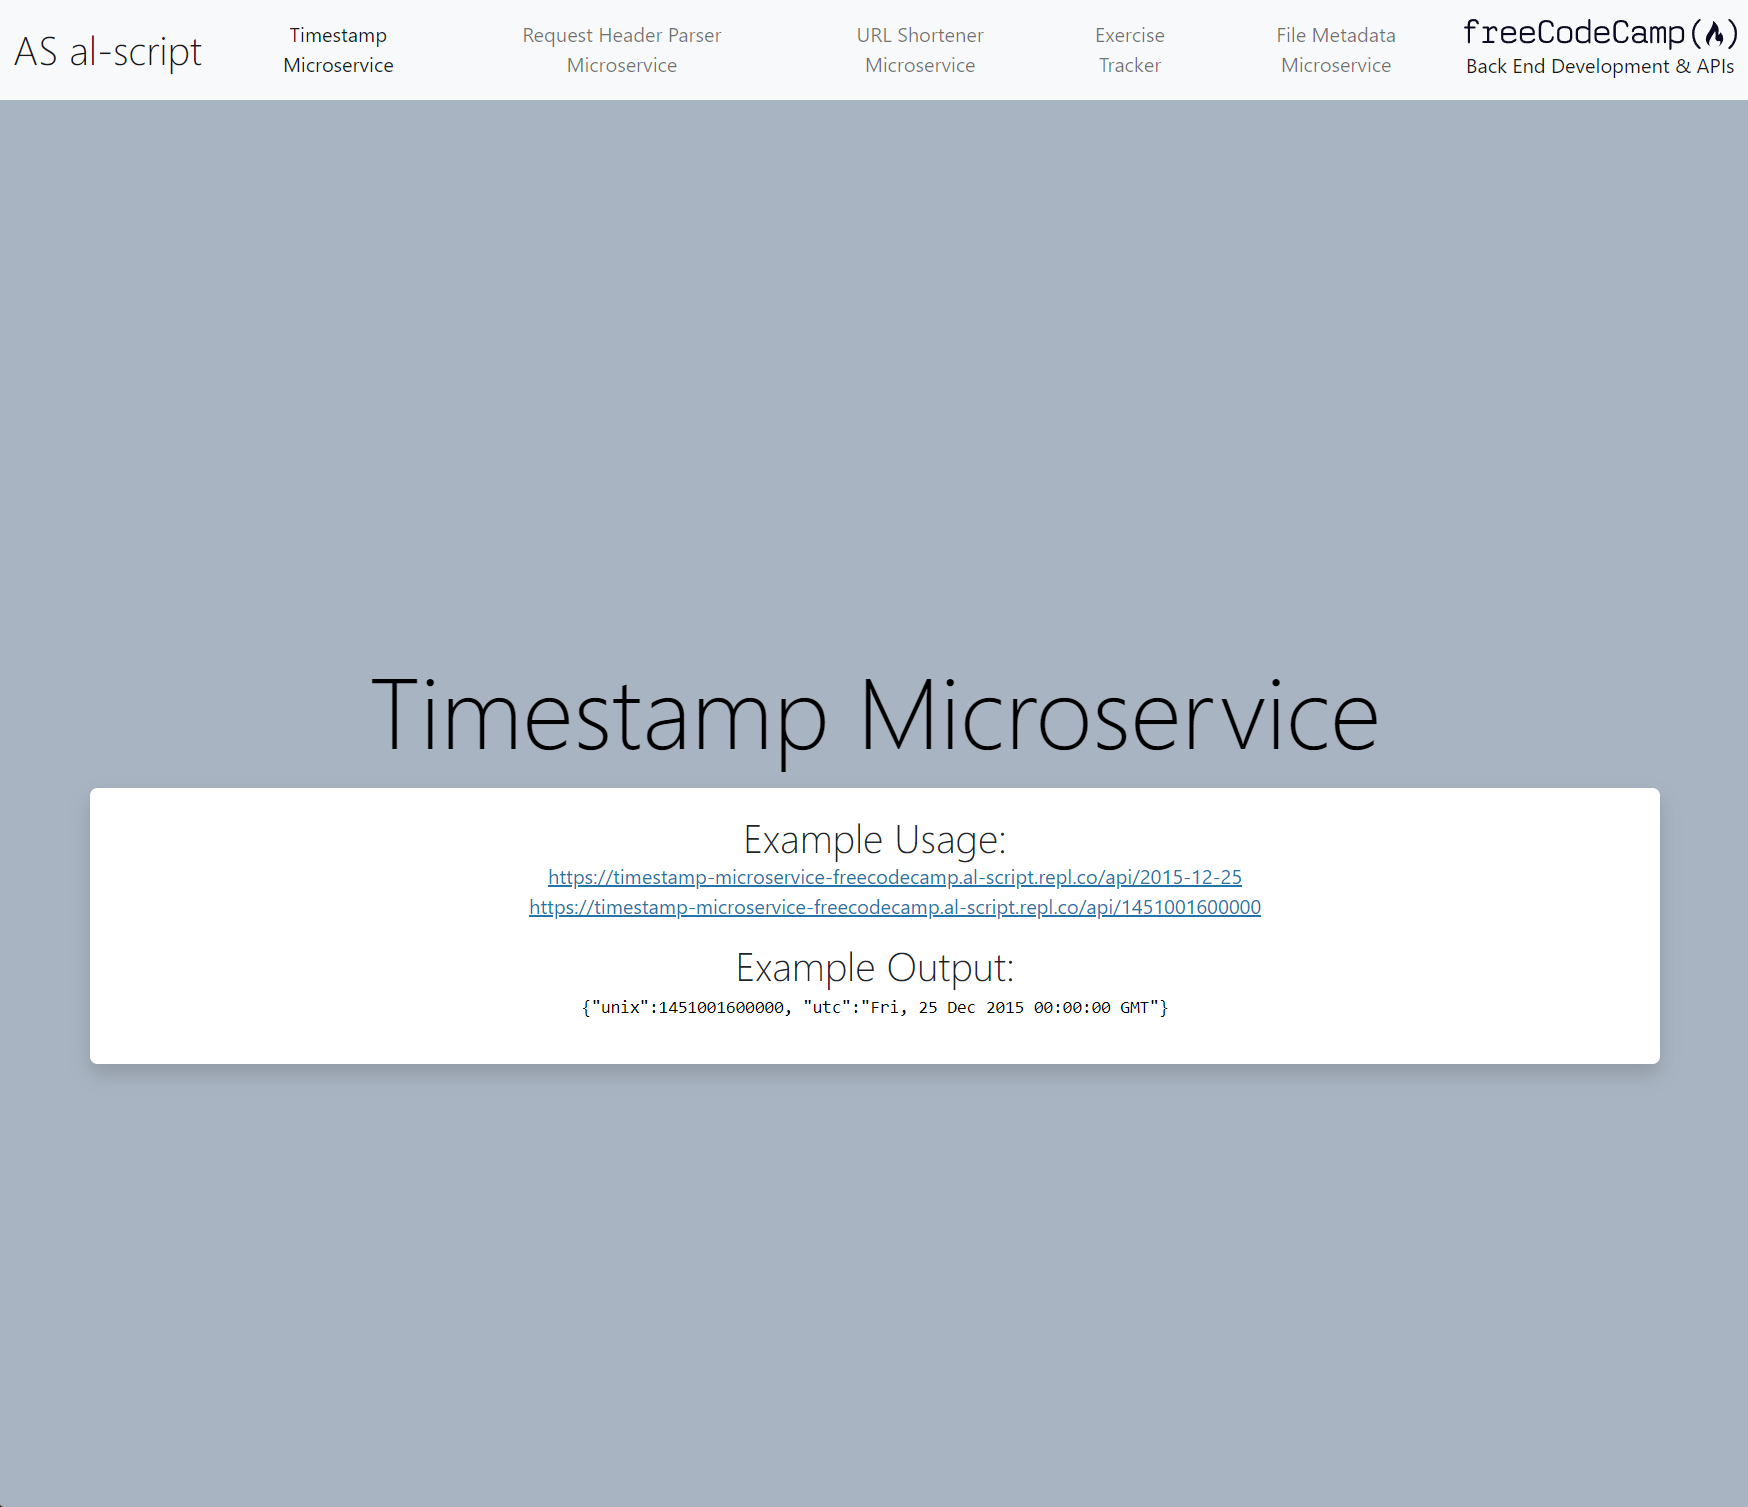 AS al-script
Timestamp
Microservice
Request Header Parser
Microservice
URL Shortener
Microservice
Exercise
Tracker
File Metadata
Microservice
freeCodeCamp
Back End Development & APIs
Timestamp Microservice
Example Usage:
https://timestamp-microservice-freecodecamp.al-script.repl.co/api/2015-12-25
https://timestamp-microservice-freecodecamp.al-script.repl.co/api/1451001600000
Example Output:
{"unix":1451001600000, "utc":"Fri, 25 Dec 2015 00:00:00 GMT"}